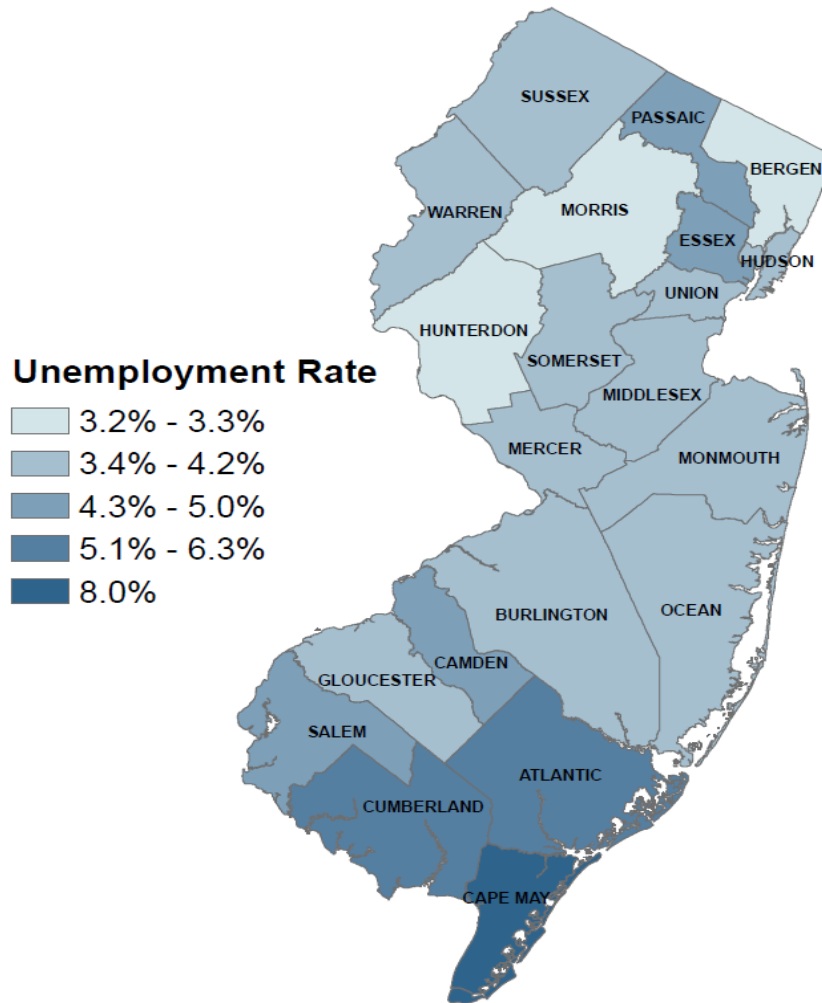 SUSSEX
PASSAIC
BERGEN
WARREN
MORRIS
ESSEX
HUDSON
UNION
HUNTERDON
SOMERSET
Unemployment Rate
MIDDLESEX
3.2% - 3.3%
MERCER
MONMOUTH
3.4% - 4.2%
4.3% - 5.0%
5.1% - 6.3%
8.0%
BURLINGTON
OCEAN
CAMDEN
GLOUCESTER
SALEM
ATLANTIC
CUMBERLAND
CAPE MAY